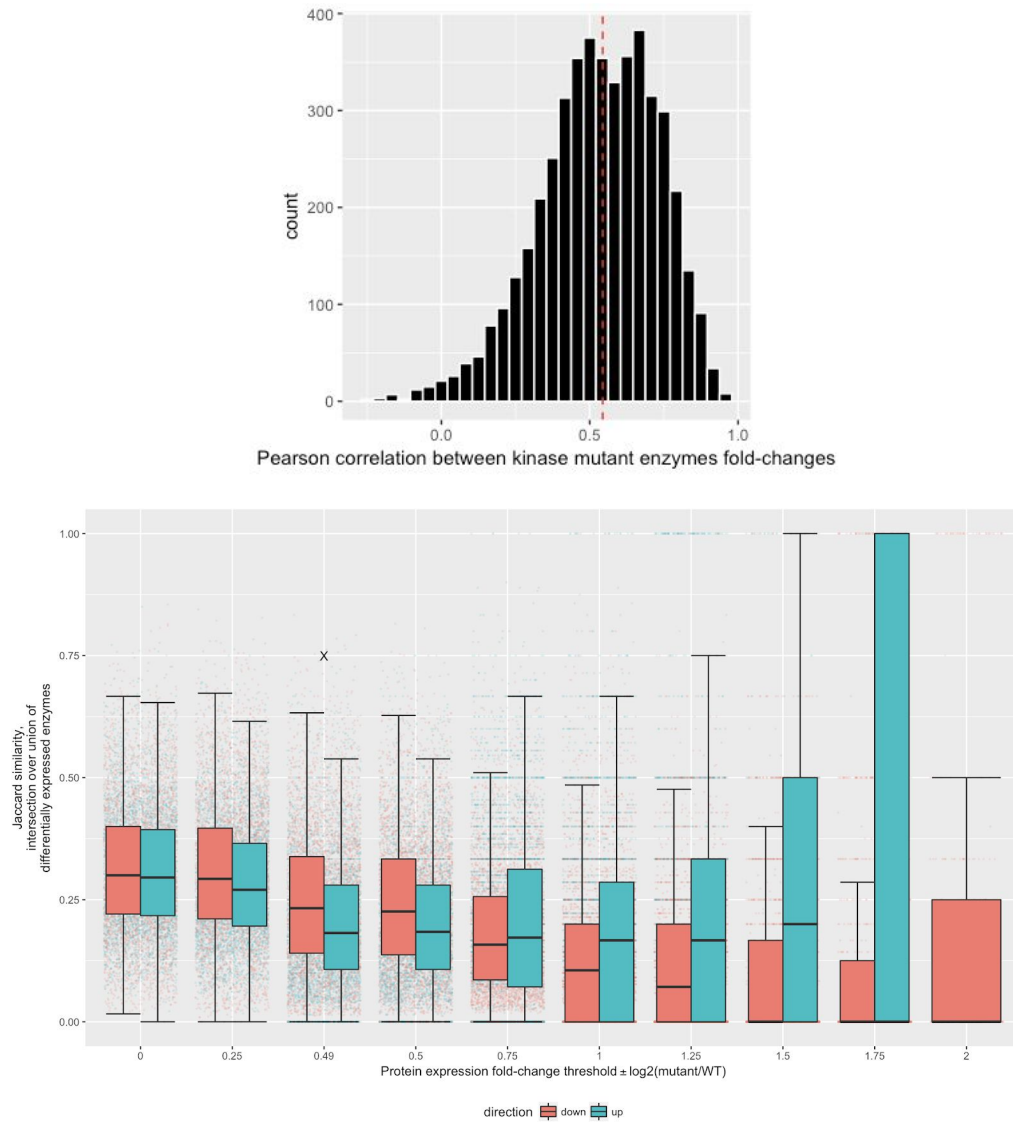 400
300
200
100
0
count
0.0 0.5 1.0
Pearson correlation between kinase mutant enzymes fold-changes
1.00
0.75
0.50
0.25
0.00
Jaccard similarity,
intersection over union of
differentially expressed enzymes
X
0 0.25 0.49 0.5 0.75 1 1.25 1.5 1.75 2
Protein expression fold-change threshold ± log2(mutant/WT)
direction down up